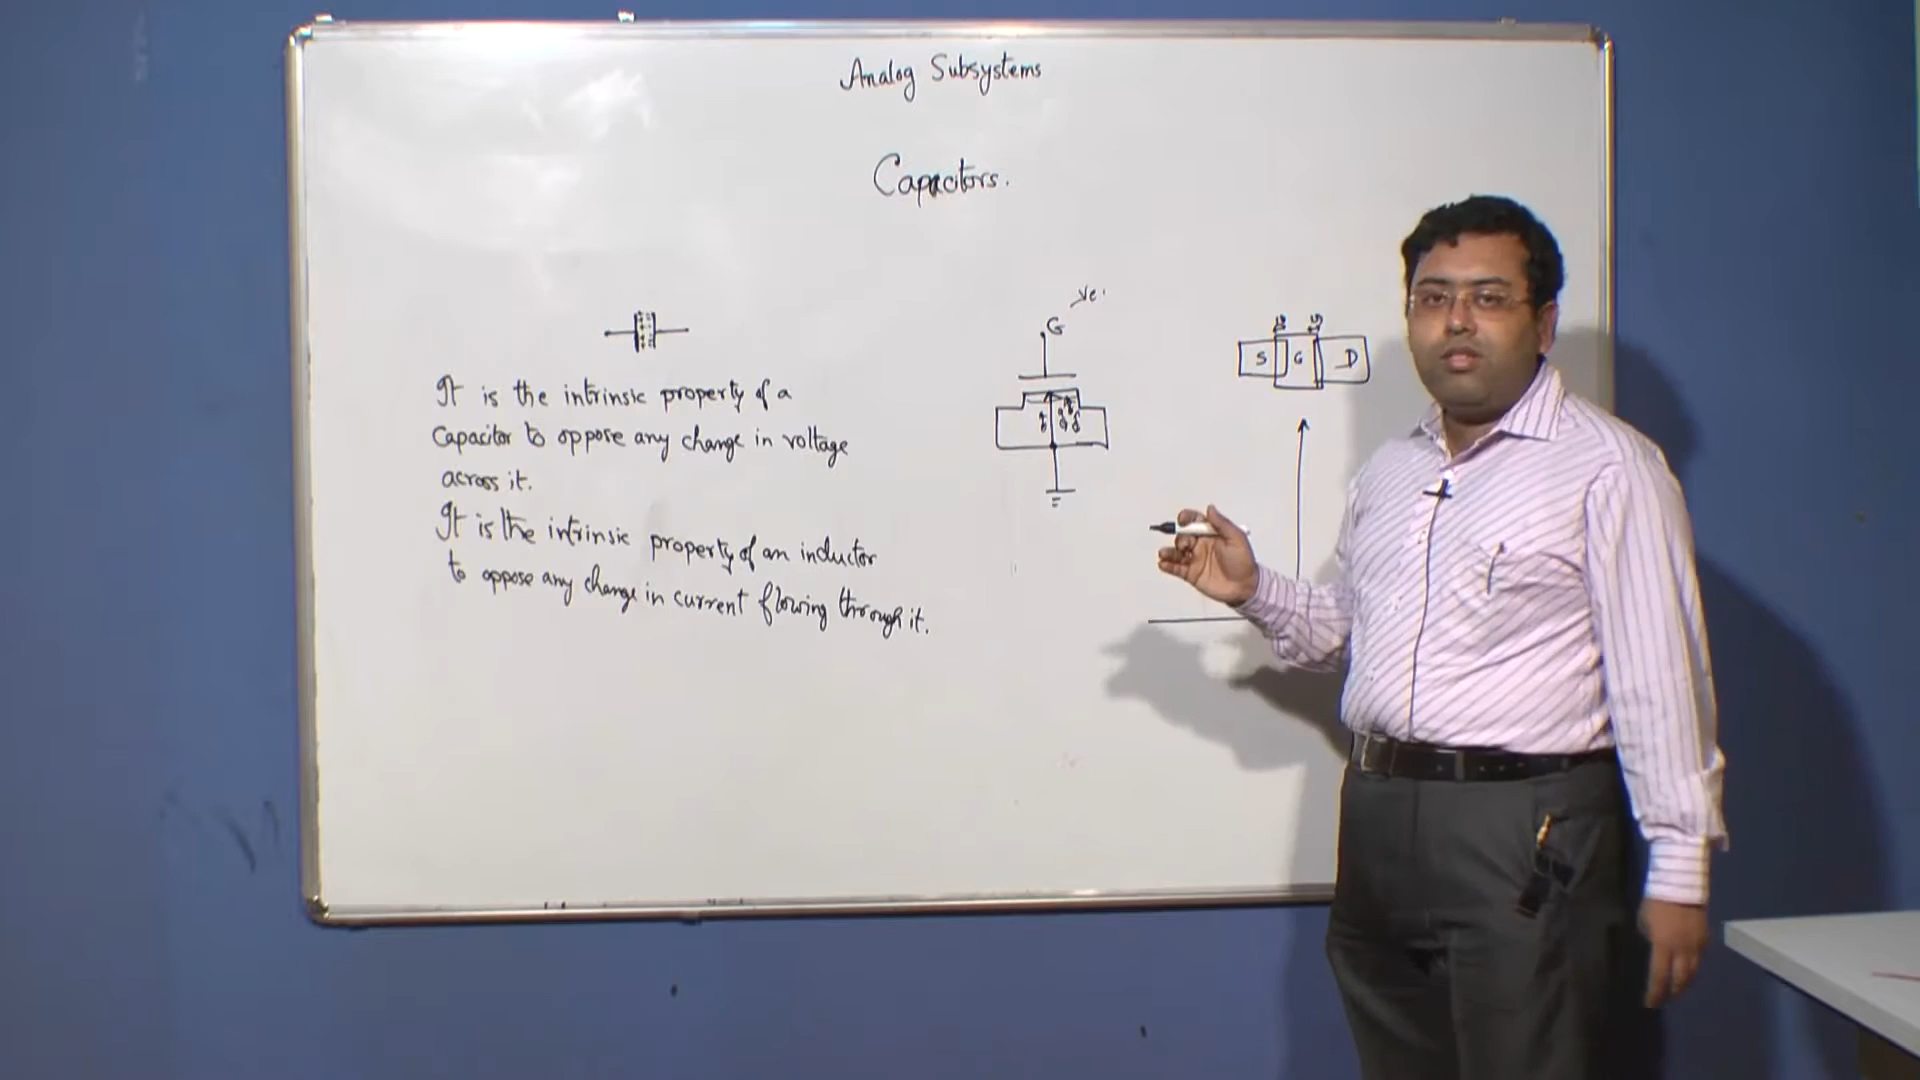 Analog Subsystems
Capacitors.
ve.
G
S G D
It is the intrinsic property of a
Capacitor to oppose any change in voltage
across it.
It is the intrinsic property of an inductor
to oppose any change in current flowing through it.